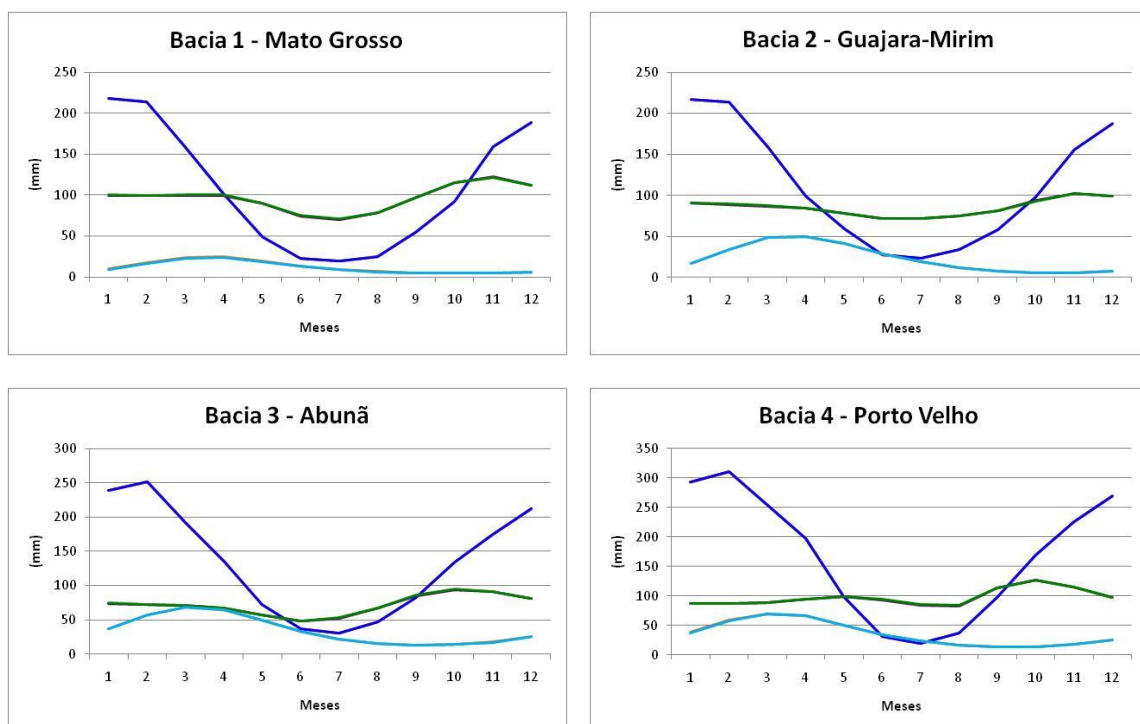 Bacia 1 - Mato Grosso
250
200
150
100
50
0
(mm)
1 2 3 4 5 6 7 8 9 10 11 12
Meses
Bacia 2 - Guajara-Mirim
250
200
150
100
50
0
(mm)
1 2 3 4 5 6 7 8 9 10 11 12
Meses
Bacia 3 - Abunã
300
250
200
150
100
50
0
(mm)
1 2 3 4 5 6 7 8 9 10 11 12
Meses
Bacia 4 - Porto Velho
350
300
250
200
150
100
50
0
(mm)
1 2 3 4 5 6 7 8 9 10 11 12
Meses